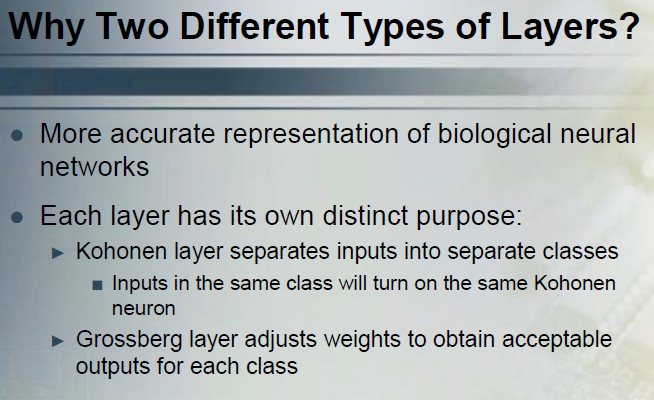 Why Two Different Types of Layers?
More accurate representation of biological neural
networks
Each layer has its own distinct purpose:
Kohonen layer separates inputs into separate classes
Inputs in the same class will turn on the same Kohonen
neuron
Grossberg layer adjusts weights to obtain acceptable
outputs for each class